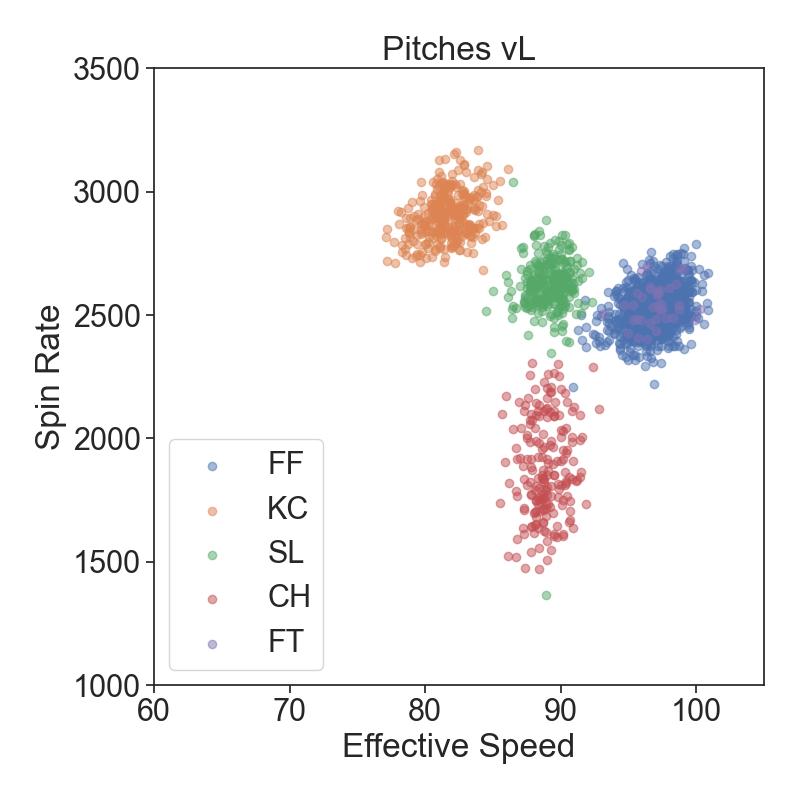 Pitches vL
3500
3000
2500
2000
1500
1000
Spin Rate
FF
KC
SL
CH
FT
60 70 80 90 100
Effective Speed